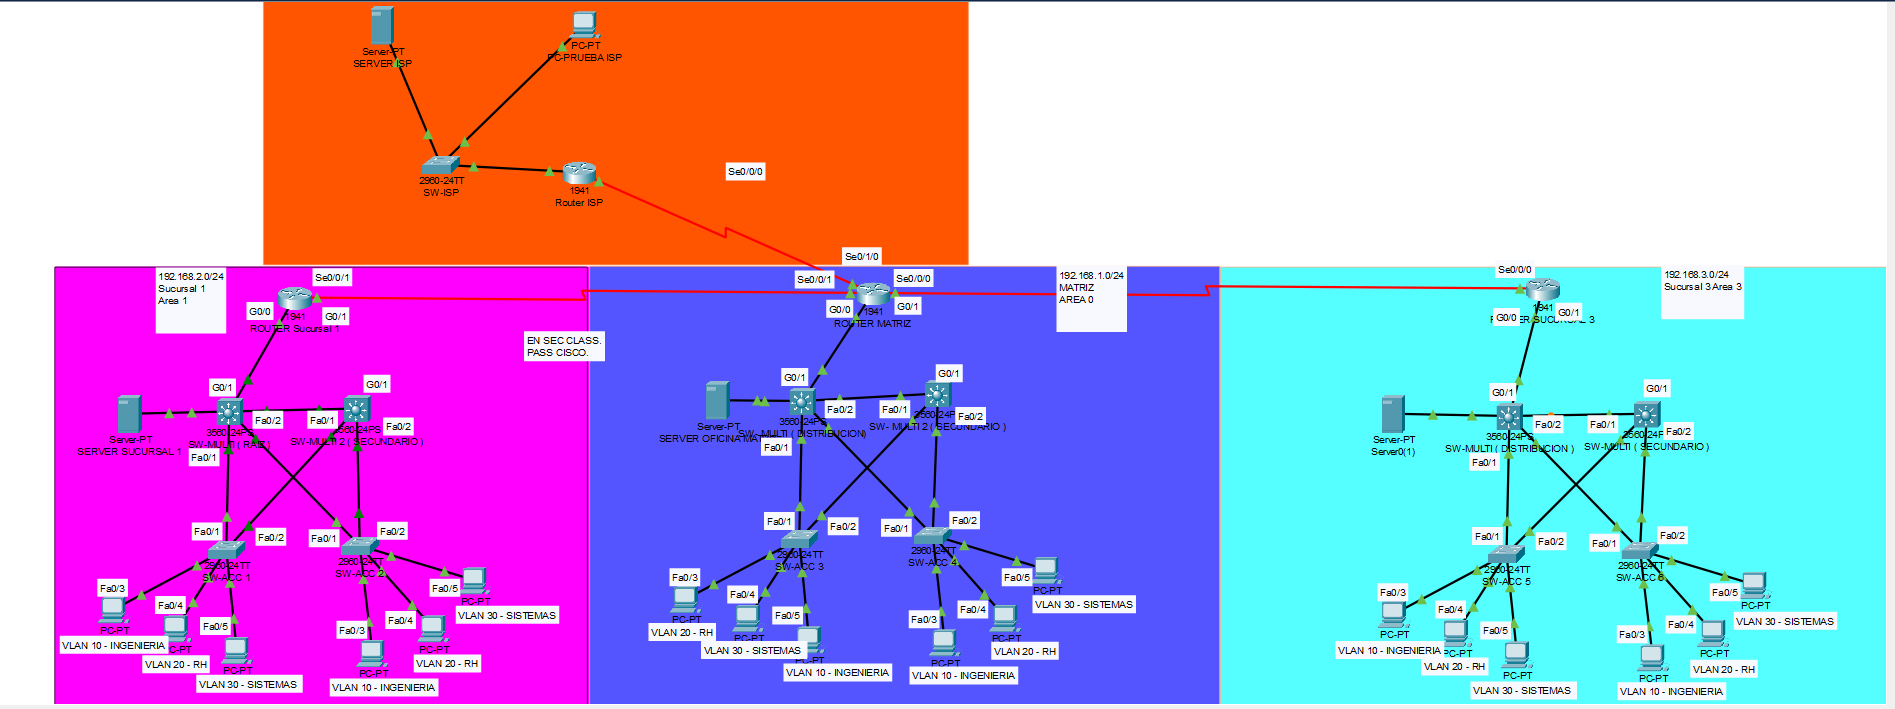 Server-PT
SERVER ISP
PC-PT
PC-PRUEBA ISP
2960-24TT
SW-ISP
1941
Router ISP
Se0/0/0
192.168.2.0/24
Sucursal 1
Area 1
Se0/0/1
G0/0
G0/1
1941
ROUTER Sucursal 1
EN SEC CLASS.
PASS CISCO.
G0/1
G0/1
Fa0/2
Fa0/1
Fa0/2
Server-PT
SERVER SUCURSAL 1
3560-24PS
SW-MULTI ( RAIZ )
SW-MULTI 2 ( SECUNDARIO )
Fa0/1
Fa0/1
Fa0/2
Fa0/1
Fa0/2
2960-24TT
SW-ACC 1
2960-24TT
SW-ACC 2
Fa0/3
Fa0/4
Fa0/5
Fa0/3
Fa0/4
Fa0/5
PC-PT
VLAN 10 - INGENIERIA
VLAN 20 - RH
PC-PT
VLAN 30 - SISTEMAS
PC-PT
VLAN 10 - INGENIERIA
PC-PT
VLAN 20 - RH
PC-PT
VLAN 30 - SISTEMAS
Se0/1/0
Se0/0/1
Se0/0/0
G0/0
G0/1
1941
ROUTER MATRIZ
192.168.1.0/24
MATRIZ
AREA 0
G0/1
G0/1
Fa0/2
Fa0/1
Fa0/2
Server-PT
SERVER OFICINA
3560-24PS
SW-MULTI ( DISTRIBUCION)
SW- MULTI 2 ( SECUNDARIO )
Fa0/1
Fa0/1
Fa0/2
Fa0/1
Fa0/2
2960-24TT
SW-ACC 3
2960-24TT
SW-ACC 4
Fa0/3
Fa0/4
Fa0/5
Fa0/3
Fa0/4
Fa0/5
PC-PT
VLAN 20 - RH
PC-PT
VLAN 30 - SISTEMAS
PC-PT
VLAN 10 - INGENIERIA
PC-PT
VLAN 10 - INGENIERIA
PC-PT
VLAN 20 - RH
PC-PT
VLAN 30 - SISTEMAS
Se0/0/0
G0/0
G0/1
1941
192.168.3.0/24
Sucursal 3 Area 3
G0/1
G0/1
Fa0/2
Fa0/1
Fa0/2
Server-PT
Server0(1)
3560-24PS
SW-MULTI ( DISTRIBUCION )
SW-MULTI ( SECUNDARIO )
Fa0/1
Fa0/1
Fa0/2
Fa0/1
Fa0/2
2960-24TT
SW-ACC 5
2960-24TT
SW-ACC 6
Fa0/3
Fa0/4
Fa0/5
Fa0/3
Fa0/4
Fa0/5
PC-PT
VLAN 10 - INGENIERIA
PC-PT
VLAN 20 - RH
PC-PT
VLAN 30 - SISTEMAS
PC-PT
VLAN 10 - INGENIERIA
PC-PT
VLAN 20 - RH
PC-PT
VLAN 30 - SISTEMAS